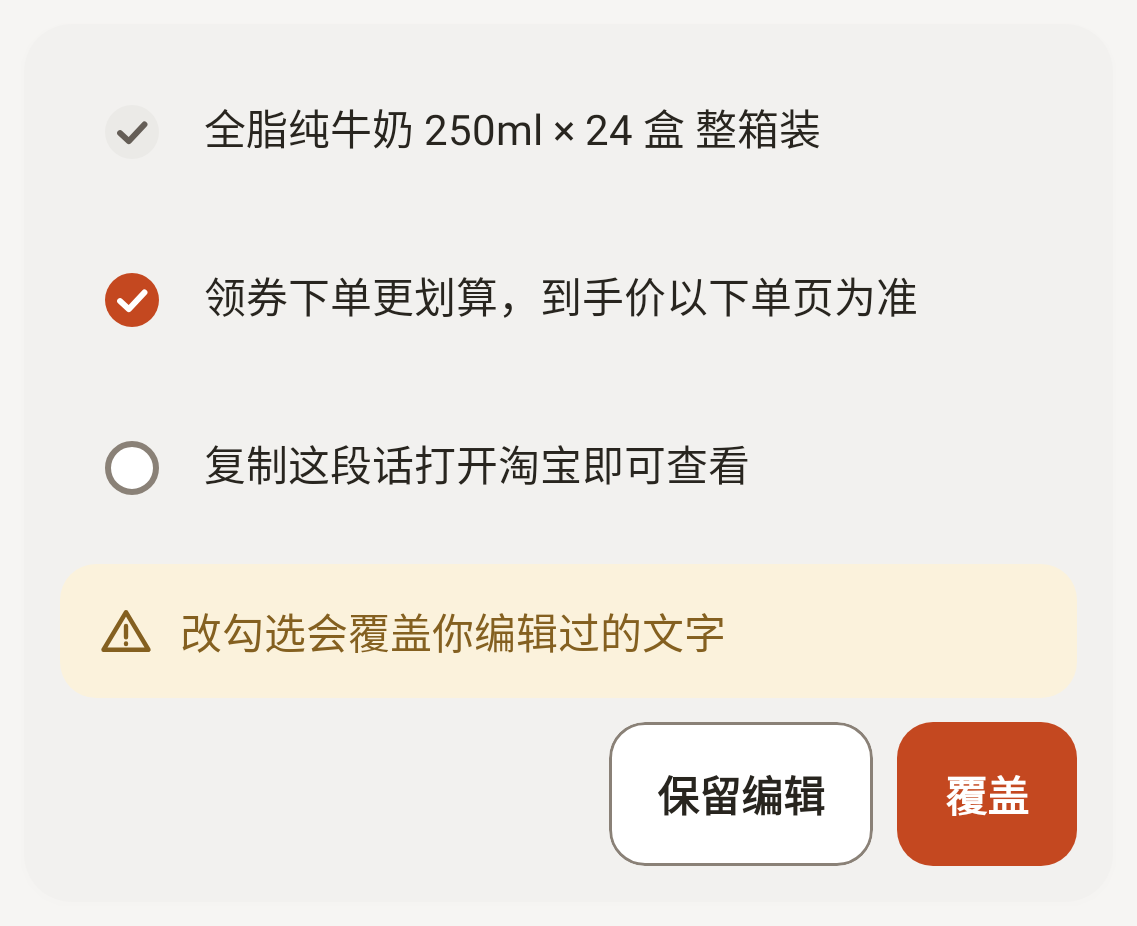 全脂纯牛奶 250ml × 24 盒 整箱装
领券下单更划算，到手价以下单页为准
复制这段话打开淘宝即可查看
改勾选会覆盖你编辑过的文字
保留编辑
覆盖